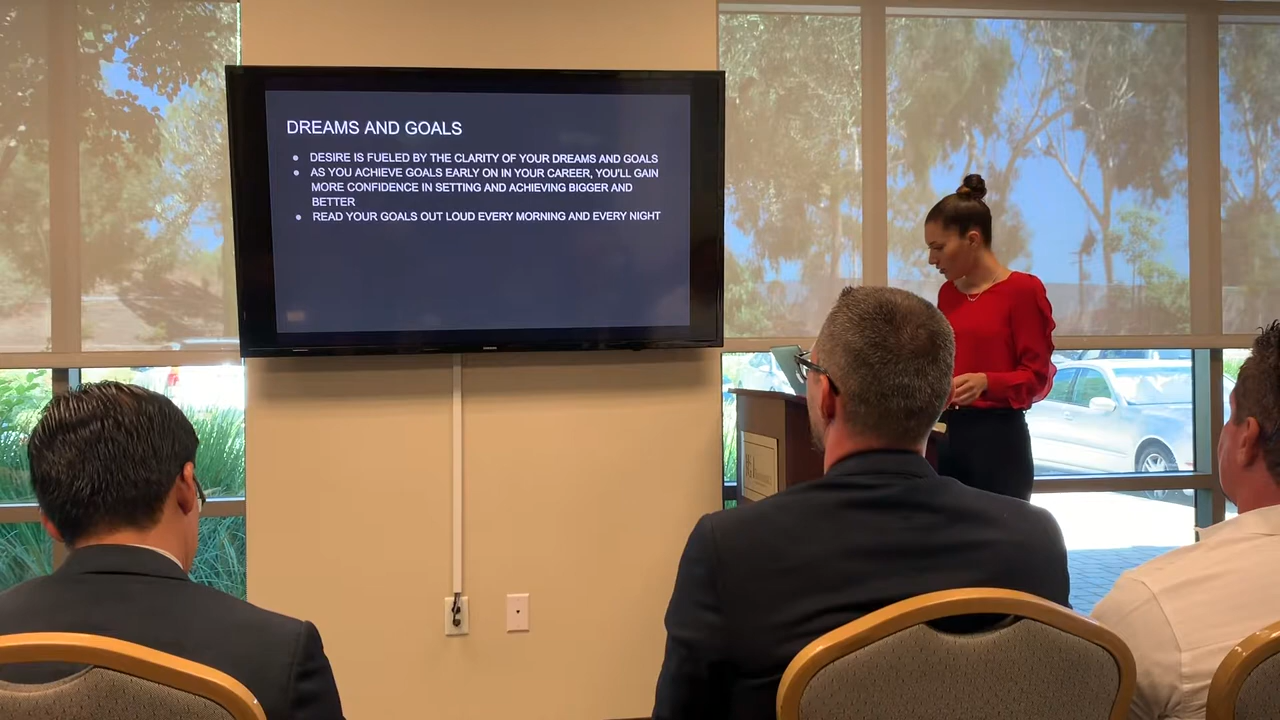 DREAMS AND GOALS
● DESIRE IS FUELED BY THE CLARITY OF YOUR DREAMS AND GOALS
● AS YOU ACHIEVE GOALS EARLY ON IN YOUR CAREER, YOU'LL GAIN
MORE CONFIDENCE IN SETTING AND ACHIEVING BIGGER AND
BETTER
● READ YOUR GOALS OUT LOUD EVERY MORNING AND EVERY NIGHT